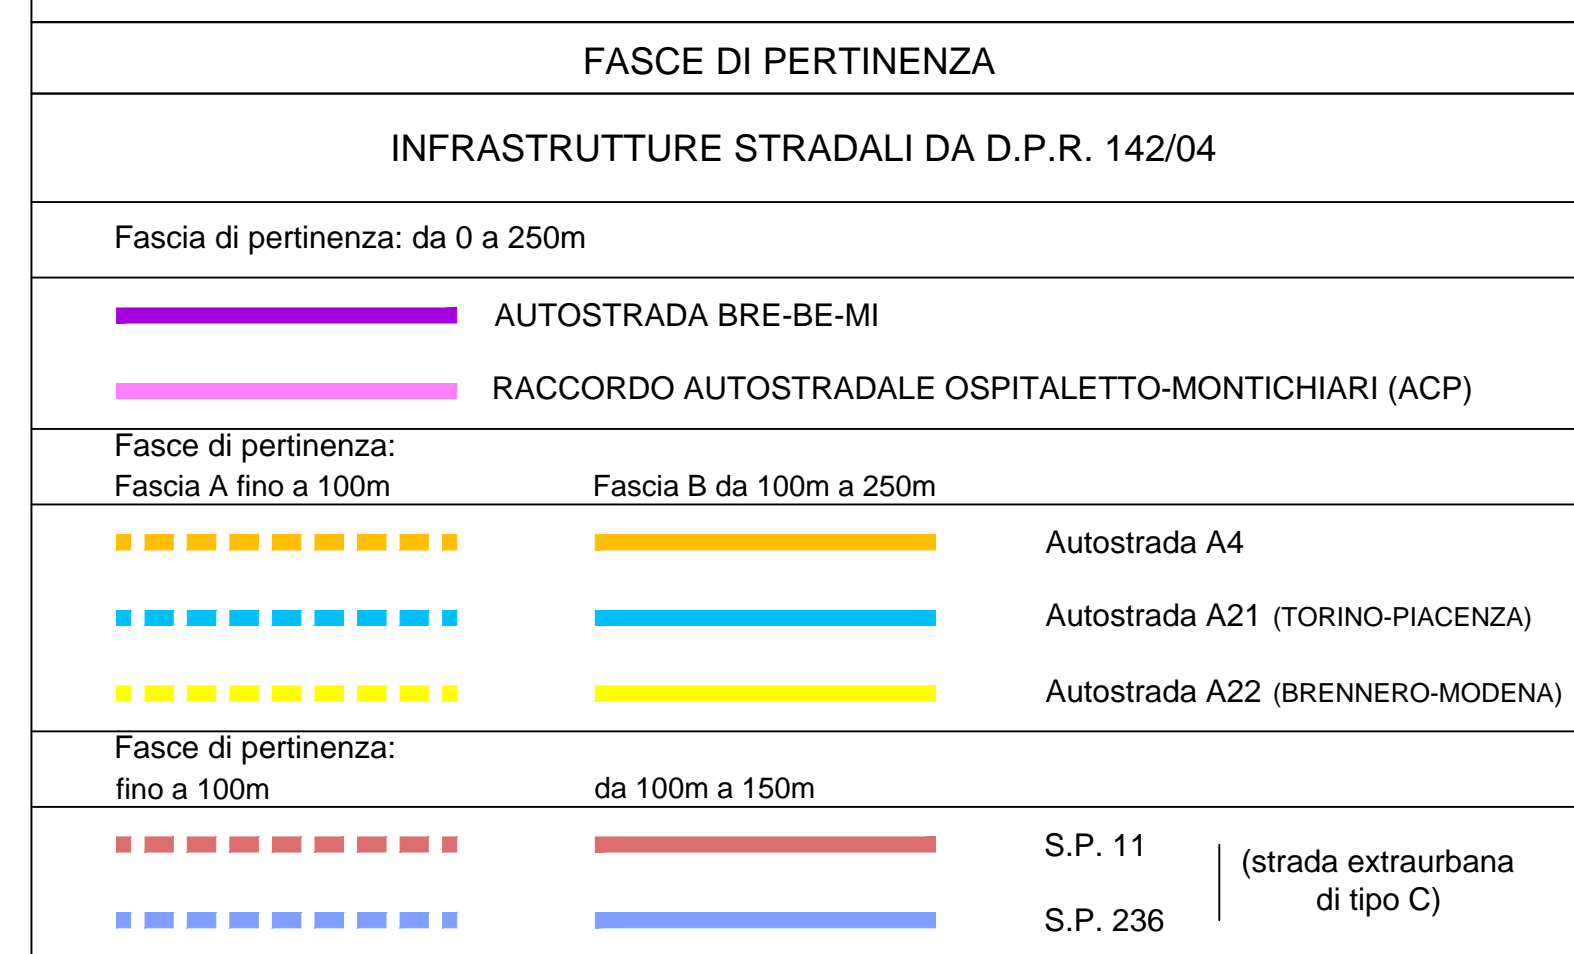 FASCE DI PERTINENZA
INFRASTRUTTURE STRADALI DA D.P.R. 142/04
Fascia di pertinenza: da 0 a 250m
AUTOSTRADA BRE-BE-MI
RACCORDO AUTOSTRADALE OSPITALETTO-MONTICHIARI (ACP)
Fasce di pertinenza:
Fascia A fino a 100m Fascia B da 100m a 250m
Autostrada A4
Autostrada A21 (TORINO-PIACENZA)
Autostrada A22 (BRENNERO-MODENA)
Fasce di pertinenza:
fino a 100m da 100m a 150m
S.P. 11
S.P. 236
(strada extraurbana
di tipo C)